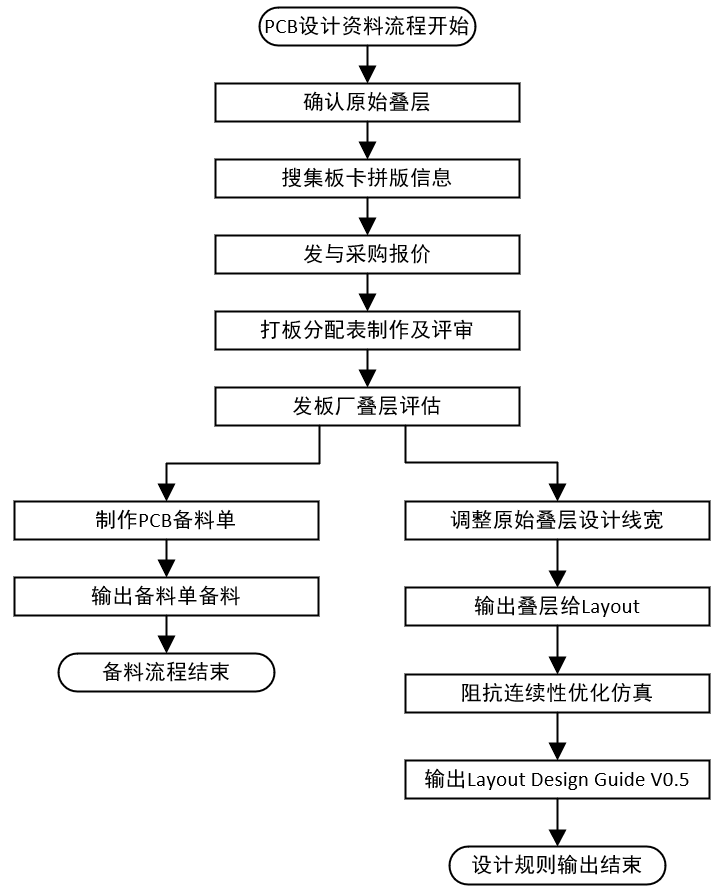 PCB设计资料流程开始
确认原始叠层
搜集板卡拼版信息
发与采购报价
打板分配表制作及评审
发板厂叠层评估
制作PCB备料单
输出备料单备料
备料流程结束
调整原始叠层设计线宽
输出叠层给Layout
阻抗连续性优化仿真
输出Layout Design Guide V0.5
设计规则输出结束